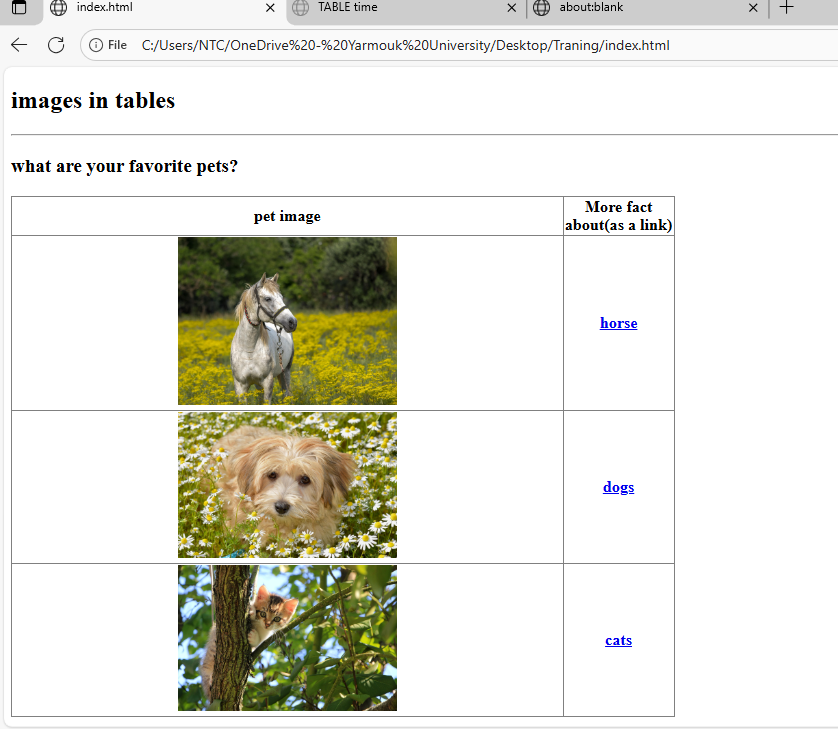 index.html
TABLE time
about:blank
File C:/Users/NTC/OneDrive%20-%20Yarmouk%20University/Desktop/Traning/index.html
images in tables
what are your favorite pets?
pet image
More fact
about(as a link)
horse
dogs
cats